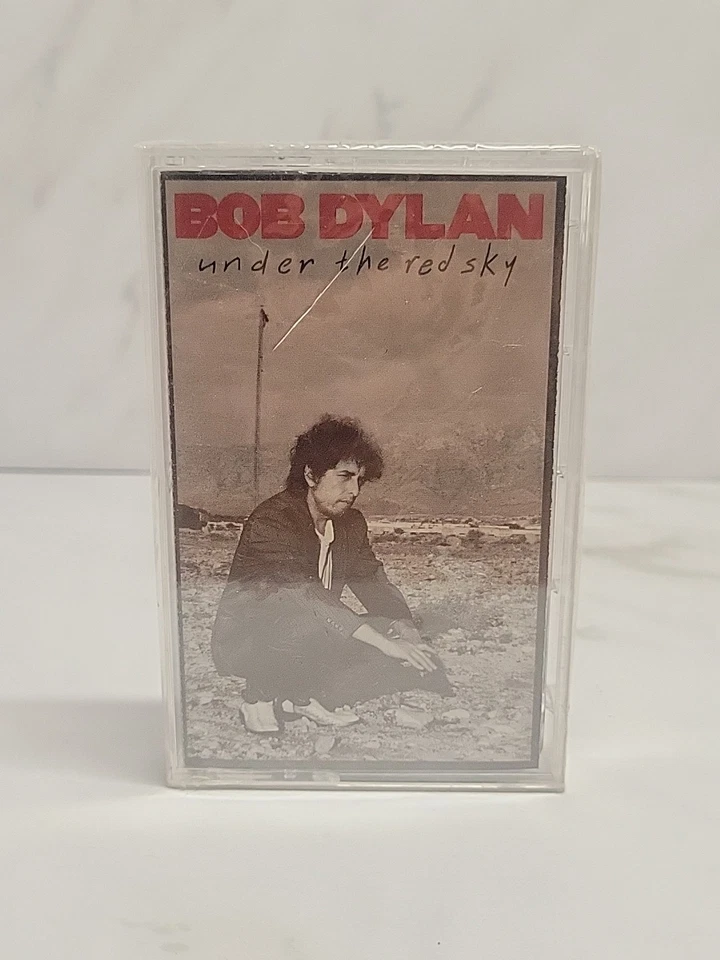 BOB DYLAN
under the red sky